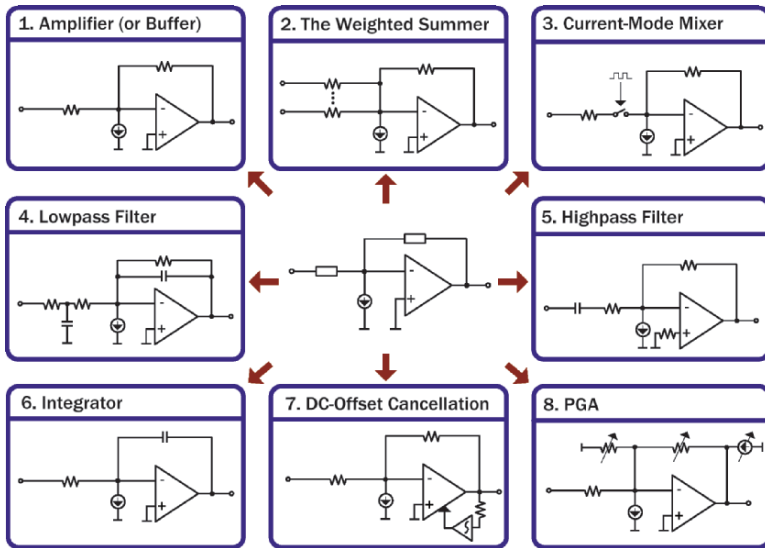 1. Amplifier (or Buffer)
2. The Weighted Summer
3. Current-Mode Mixer
4. Lowpass Filter
5. Highpass Filter
6. Integrator
7. DC-Offset Cancellation
8. PGA